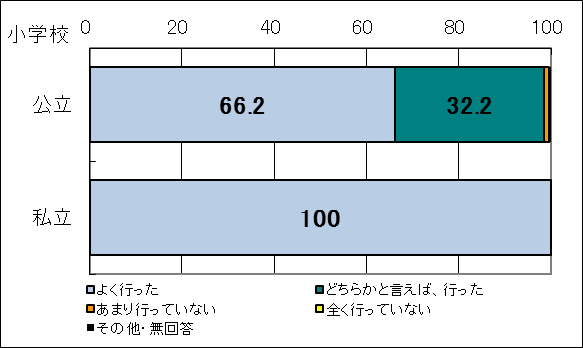 小学校
0 20 40 60 80 100
公立 66.2 32.2
私立 100
よく行った どちらかと言えば、行った
あまり行っていない 全く行っていない
その他・無回答